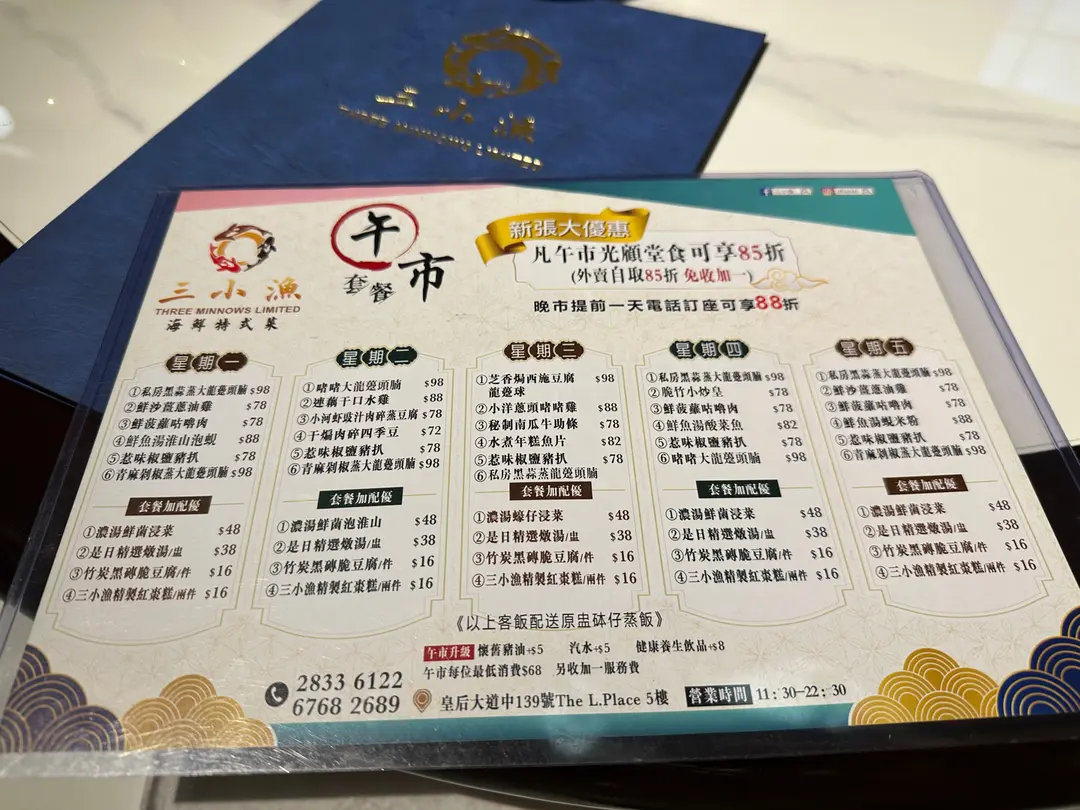 三小漁
三小漁
THREE MINNOWS LIMITED
海鮮特式菜
午市
套餐
新張大優惠
凡午市光顧堂食可享85折
(外賣自取85折 免收加一)
晚市提前一天電話訂座可享88折
星期一
①私房黑蒜蒸大龍躉頭腩 $98
②鮮沙薑蔥油雞 $78
③鮮菠蘿咕嚕肉 $78
④鮮魚湯淮山泡蜆 $88
⑤惹味椒鹽豬扒 $78
⑥青麻剁椒蒸大龍躉頭腩 $98
套餐加配優
①濃湯鮮菌浸菜 $48
②是日精選燉湯/盅 $38
③竹炭黑磚脆豆腐/件 $16
④三小漁精製紅棗糕/兩件 $16
星期二
①啫啫大龍躉頭腩 $98
②連藕干口水雞 $88
③小河虾豉汁肉碎蒸豆腐 $78
④干煸肉碎四季豆 $72
⑤惹味椒鹽豬扒 $78
⑥青麻剁椒蒸大龍躉頭腩 $98
套餐加配優
①濃湯鮮菌泡淮山 $48
②是日精選燉湯/盅 $38
③竹炭黑磚脆豆腐/件 $16
④三小漁精製紅棗糕/兩件 $16
星期三
①芝香焗西施豆腐 $98
龍躉球
②小洋蔥頭啫啫雞 $88
③秘制南瓜牛助條 $78
④水煮年糕魚片 $82
⑤惹味椒鹽豬扒 $78
⑥私房黑蒜蒸龍躉頭腩
套餐加配優
①濃湯蠔仔浸菜 $48
②是日精選燉湯/盅 $38
③竹炭黑磚脆豆腐/件 $16
④三小漁精製紅棗糕/兩件 $16
星期四
①私房黑蒜蒸大龍躉頭腩 $98
②脆竹小炒皇 $78
③鮮菠蘿咕嚕肉 $78
④鮮魚湯酸菜魚 $82
⑤惹味椒鹽豬扒 $78
⑥啫啫大龍躉頭腩 $98
套餐加配優
①濃湯鮮菌浸菜 $48
②是日精選燉湯/盅 $38
③竹炭黑磚脆豆腐/件 $16
④三小漁精製紅棗糕/兩件 $16
星期五
①私房黑蒜蒸大龍躉頭腩 $98
②鮮沙薑蔥油雞 $78
③鮮菠蘿咕嚕肉 $78
④鮮魚湯蜆米粉 $88
⑤惹味椒鹽豬扒 $78
⑥青麻剁椒蒸大龍躉頭腩 $98
套餐加配優
①濃湯鮮菌浸菜 $48
②是日精選燉湯/盅 $38
③竹炭黑磚脆豆腐/件 $16
④三小漁精製紅棗糕/兩件 $16
《以上客飯配送原盅砵仔蒸飯》
午市升級 懷舊豬油+$5 汽水+$5 健康養生飲品+$8
午市每位最低消費$68 另收加一服務費
2833 6122
6768 2689
皇后大道中139號The L.Place 5樓
營業時間 11:30-22:30